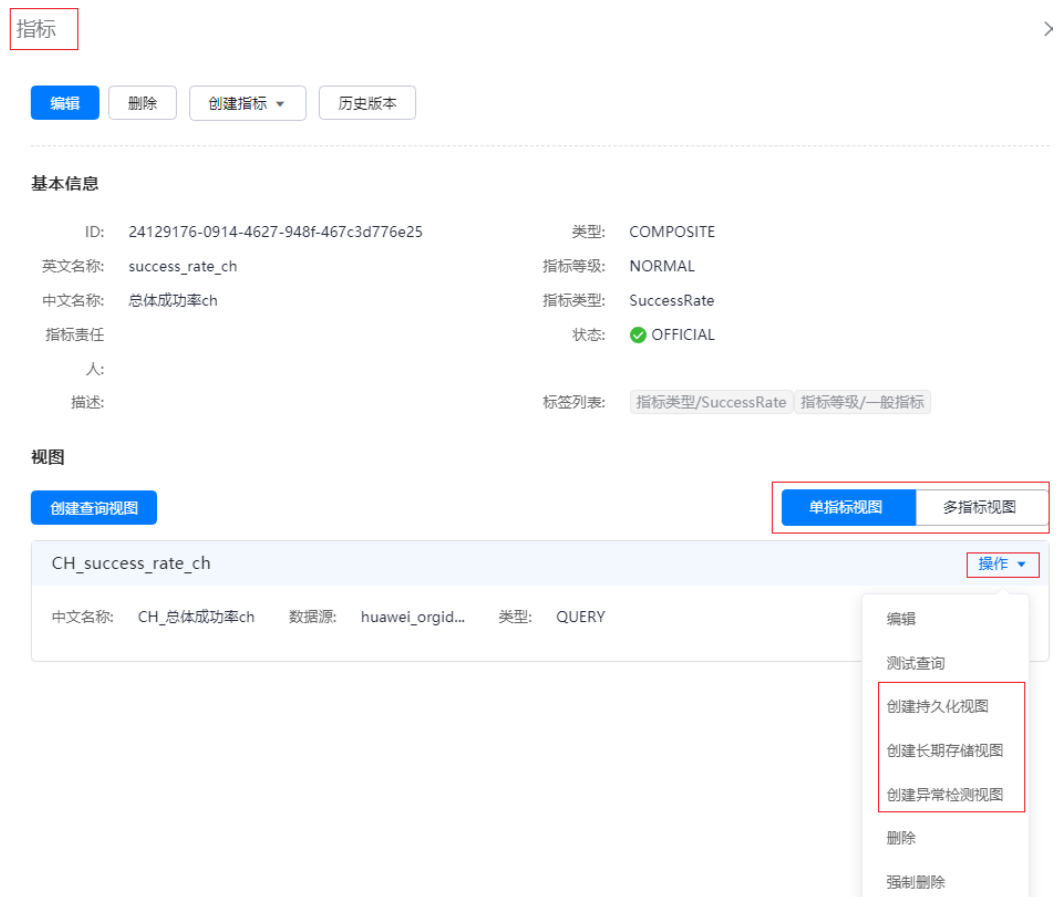 指标
编辑 删除 创建指标 历史版本
基本信息
ID: 24129176-0914-4627-948f-467c3d776e25 类型: COMPOSITE
英文名称: success_rate_ch 指标等级: NORMAL
中文名称: 总体成功率ch 指标类型: SuccessRate
指标责任 状态: OFFICIAL
人:
描述: 标签列表: 指标类型/SuccessRate 指标等级/一般指标
视图
创建查询视图 单指标视图 多指标视图
CH_success_rate_ch 操作
中文名称: CH_总体成功率ch 数据源: huawei_orgid... 类型: QUERY
编辑
测试查询
创建持久化视图
创建长期存储视图
创建异常检测视图
删除
强制删除